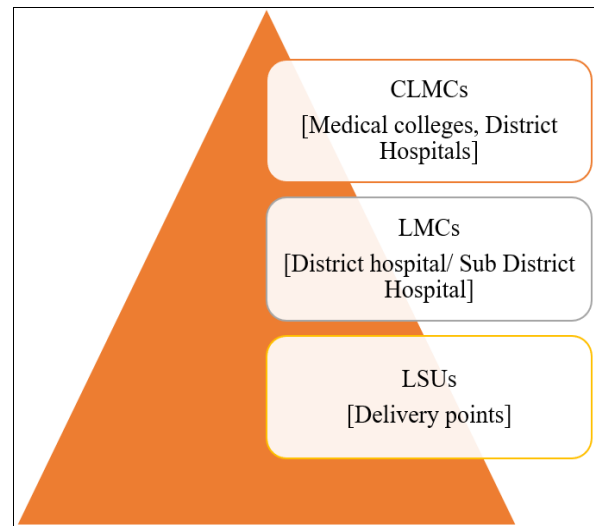 CLMCs
[Medical colleges, District
Hospitals]
LMCs
[District hospital/ Sub District
Hospital]
LSUs
[Delivery points]